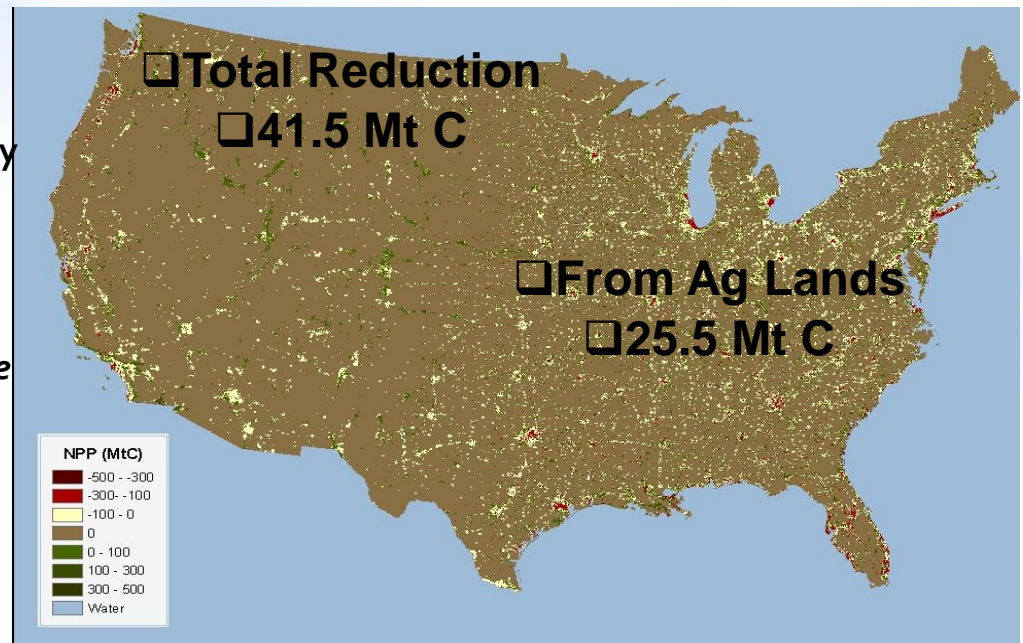 ❑Total Reduction
❑41.5 Mt C
y
❑From Ag Lands
❑25.5 Mt C
e
NPP (MtC)
-500 - -300
-300- -100
-100 - 0
0
0 - 100
100 - 300
300 - 500
Water